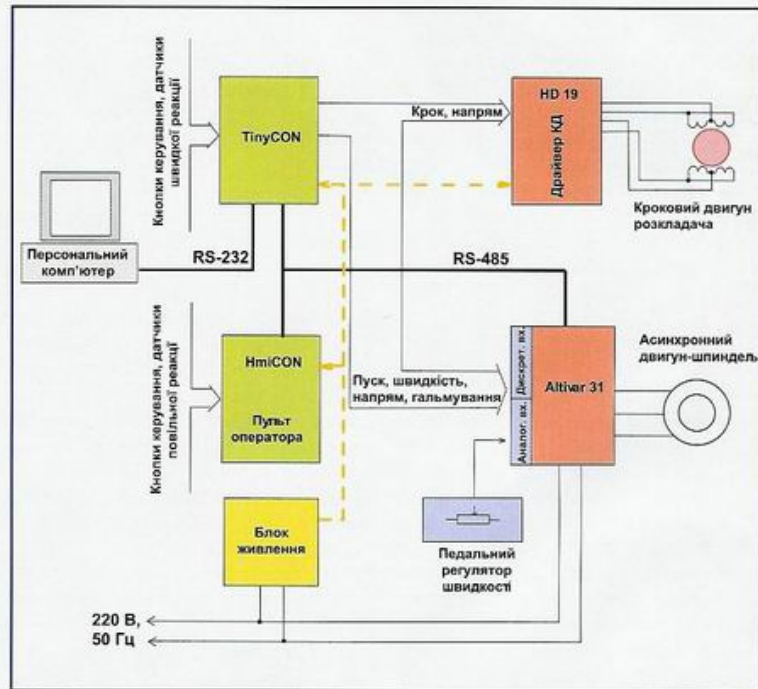 Кнопки керування, датчики
швидкої реакції
TinyCON
Крок, напрям
HD 19
Драйвер КД
Кроковий двигун
розкладача
Персональний
комп'ютер
RS-232
RS-485
Кнопки керування, датчики
повільної реакції
HmiCON
Пульт
оператора
Пуск, швидкість,
напрям, гальмування
Дискрет. вх.
Аналог. вх.
Altivar 31
Асинхронний
двигун-шпиндель
Блок
живлення
Педальний
регулятор
швидкості
220 В,
50 Гц